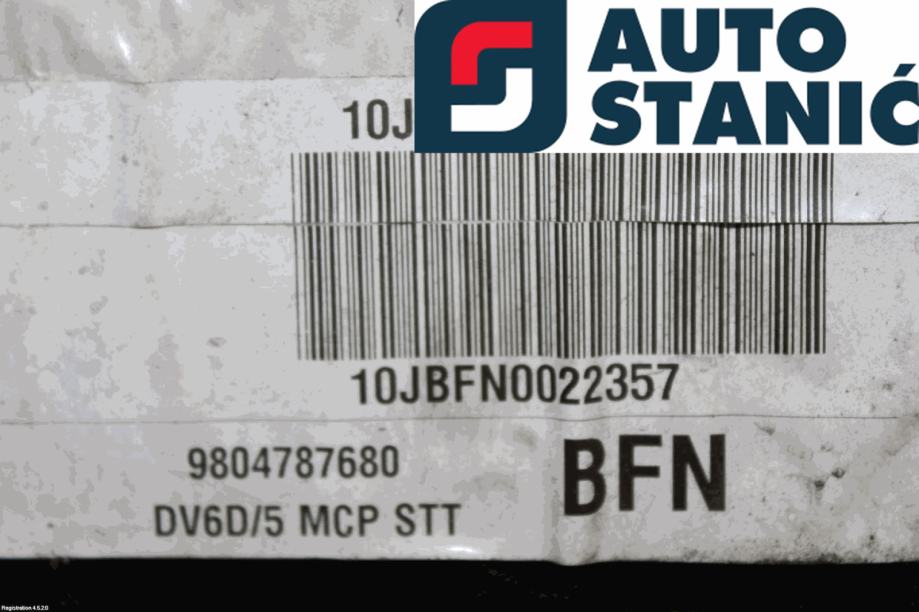 AUTO
STANIĆ
10J
10JBFN0022357
9804787680
BFN
DV6D/5 MCP STT
Registration 4.5.2.0